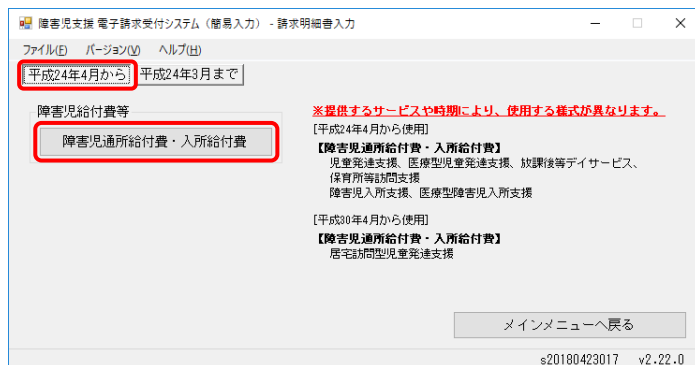 障害児支援 電子請求受付システム（簡易入力） - 請求明細書入力
ファイル(F) バージョン(V) ヘルプ(H)
平成24年4月から 平成24年3月まで
障害児給付費等
障害児通所給付費・入所給付費
※提供するサービスや時期により、使用する様式が異なります。
[平成24年4月から使用]
【障害児通所給付費・入所給付費】
児童発達支援、医療型児童発達支援、放課後等デイサービス、
保育所等訪問支援
障害児入所支援、医療型障害児入所支援
[平成30年4月から使用]
【障害児通所給付費・入所給付費】
居宅訪問型児童発達支援
メインメニューへ戻る
s20180423017 v2.22.0